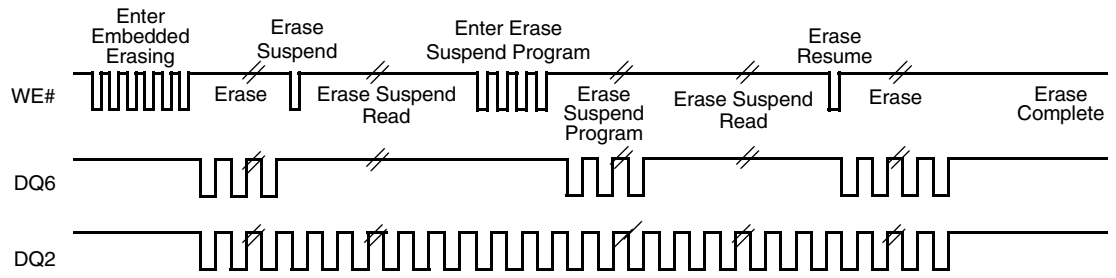 Enter
Embedded
Erasing
Erase
Suspend
Enter Erase
Suspend Program
Erase
Resume
WE#
Erase
Erase Suspend
Read
Erase
Suspend
Program
Erase Suspend
Read
Erase
Erase
Complete
DQ6
DQ2